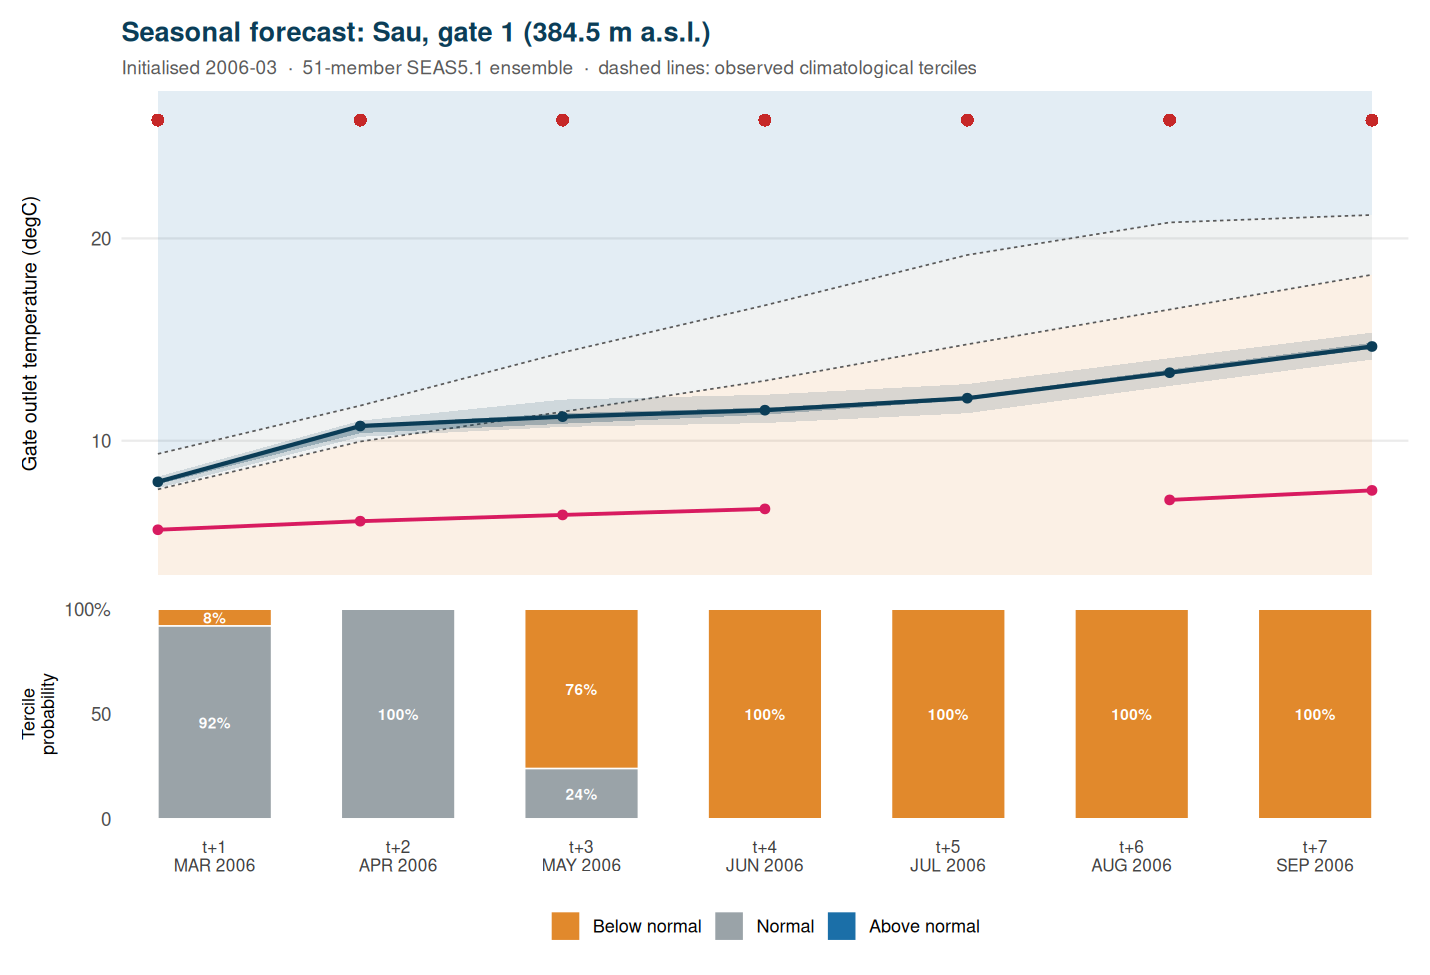 Seasonal forecast: Sau, gate 1 (384.5 m a.s.l.)
Initialised 2006-03 · 51-member SEAS5.1 ensemble · dashed lines: observed climatological terciles
Gate outlet temperature (degC)
20
10
Tercile
probability
100%
50
0
8%
92%
100%
76%
24%
100%
100%
100%
100%
t+1
MAR 2006
t+2
APR 2006
t+3
MAY 2006
t+4
JUN 2006
t+5
JUL 2006
t+6
AUG 2006
t+7
SEP 2006
Below normal
Normal
Above normal